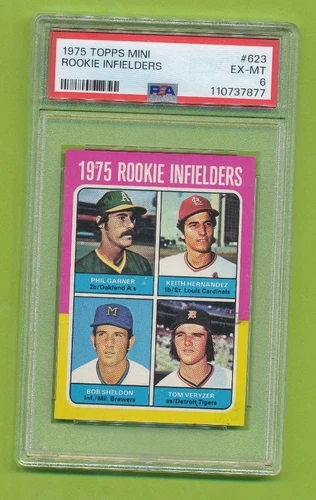 1975 TOPPS MINI #623
ROOKIE INFIELDERS EX-MT
6
PSA 110737877
1975 ROOKIE INFIELDERS
A's
PHIL GARNER
2b/Oakland A's
KEITH HERNANDEZ
1b/St. Louis Cardinals
M
D
BOB SHELDON
inf./Mil. Brewers
TOM VERYZER
ss/Detroit Tigers